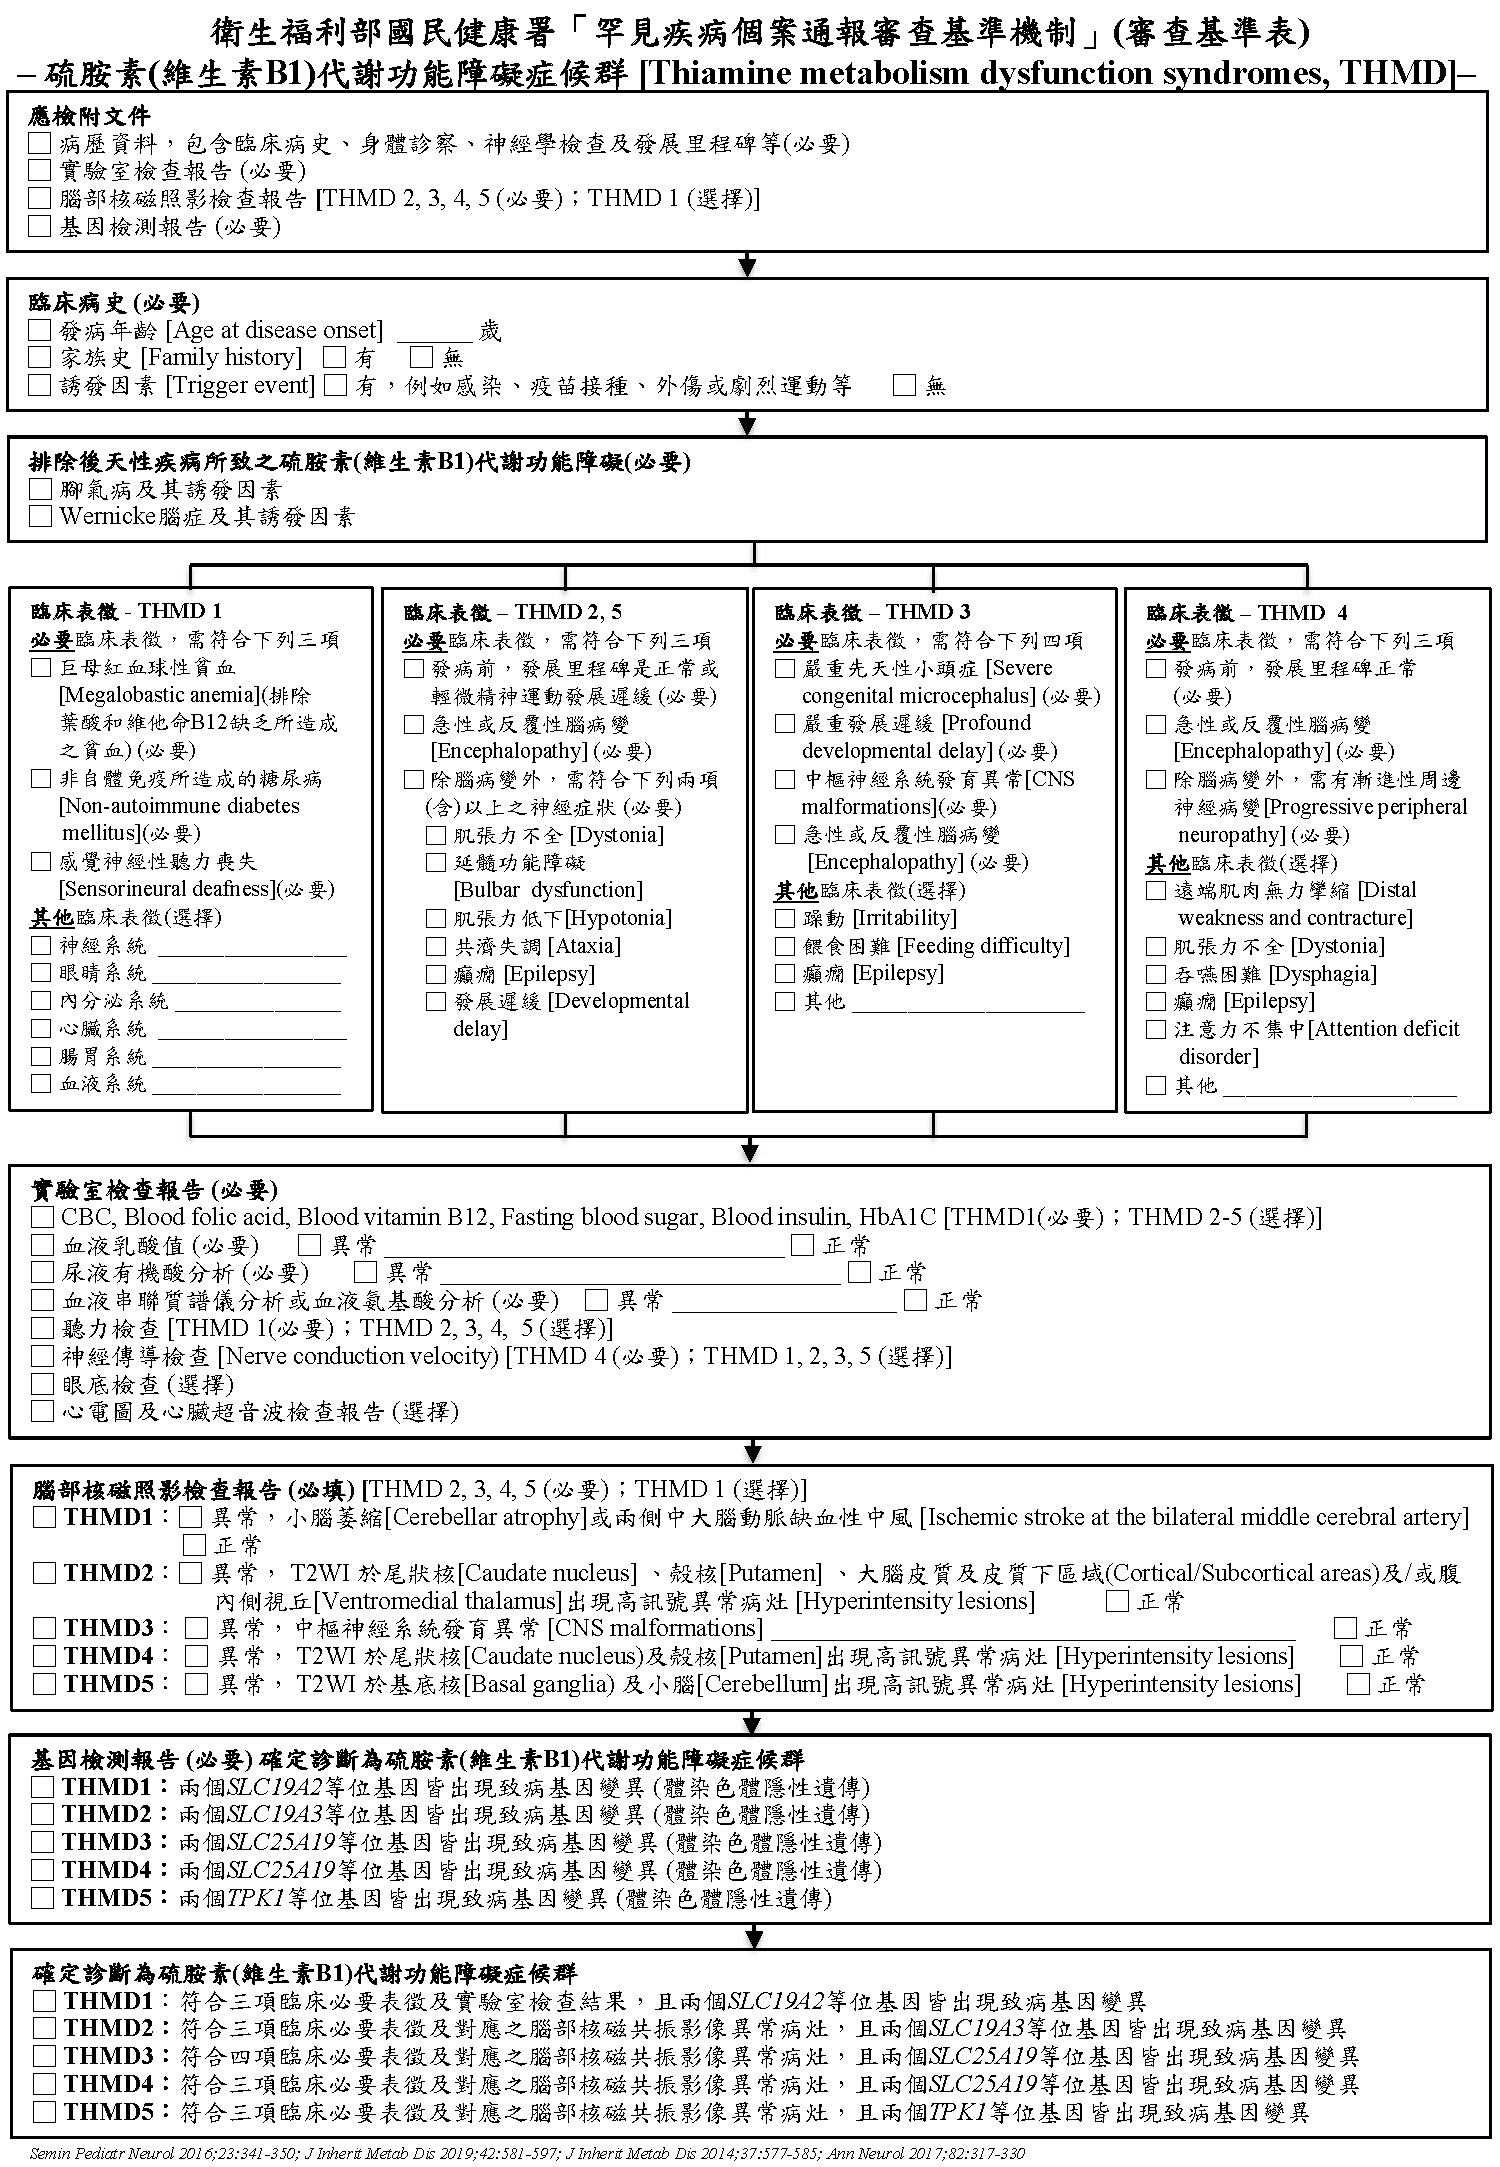 衛生福利部國民健康署「罕見疾病個案通報審查基準機制」(審查基準表)
– 硫胺素(維生素B1)代謝功能障礙症候群 [Thiamine metabolism dysfunction syndromes, THMD]–
應檢附文件
□ 病歷資料，包含臨床病史、身體診察、神經學檢查及發展里程碑等(必要)
□ 實驗室檢查報告 (必要)
□ 腦部核磁照影檢查報告 [THMD 2, 3, 4, 5 (必要)；THMD 1 (選擇)]
□ 基因檢測報告 (必要)
臨床病史 (必要)
□ 發病年齡 [Age at disease onset] ______ 歲
□ 家族史 [Family history] □ 有 □ 無
□ 誘發因素 [Trigger event] □ 有，例如感染、疫苗接種、外傷或劇烈運動等 □ 無
排除後天性疾病所致之硫胺素(維生素B1)代謝功能障礙(必要)
□ 腳氣病及其誘發因素
□ Wernicke腦症及其誘發因素
臨床表徵 - THMD 1
必要臨床表徵，需符合下列三項
□ 巨母紅血球性貧血
[Megalobastic anemia](排除
葉酸和維他命B12缺乏所造成
之貧血) (必要)
□ 非自體免疫所造成的糖尿病
[Non-autoimmune diabetes
mellitus](必要)
□ 感覺神經性聽力喪失
[Sensorineural deafness](必要)
其他臨床表徵(選擇)
□ 神經系統 _________________
□ 眼睛系統 _________________
□ 內分泌系統 _______________
□ 心臟系統 _________________
□ 腸胃系統 _________________
□ 血液系統 _________________
臨床表徵 – THMD 2, 5
必要臨床表徵，需符合下列三項
□ 發病前，發展里程碑是正常或
輕微精神運動發展遲緩 (必要)
□ 急性或反覆性腦病變
[Encephalopathy] (必要)
□ 除腦病變外，需符合下列兩項
(含)以上之神經症狀 (必要)
□ 肌張力不全 [Dystonia]
□ 延髓功能障礙
[Bulbar dysfunction]
□ 肌張力低下[Hypotonia]
□ 共濟失調 [Ataxia]
□ 癲癇 [Epilepsy]
□ 發展遲緩 [Developmental
delay]
臨床表徵 – THMD 3
必要臨床表徵，需符合下列四項
□ 嚴重先天性小頭症 [Severe
congenital microcephalus] (必要)
□ 嚴重發展遲緩 [Profound
developmental delay] (必要)
□ 中樞神經系統發育異常[CNS
malformations](必要)
□ 急性或反覆性腦病變
[Encephalopathy] (必要)
其他臨床表徵(選擇)
□ 躁動 [Irritability]
□ 餵食困難 [Feeding difficulty]
□ 癲癇 [Epilepsy]
□ 其他 _____________________
臨床表徵 – THMD 4
必要臨床表徵，需符合下列三項
□ 發病前，發展里程碑正常
(必要)
□ 急性或反覆性腦病變
[Encephalopathy] (必要)
□ 除腦病變外，需有漸進性周邊
神經病變[Progressive peripheral
neuropathy] (必要)
其他臨床表徵(選擇)
□ 遠端肌肉無力攣縮 [Distal
weakness and contracture]
□ 肌張力不全 [Dystonia]
□ 吞嚥困難 [Dysphagia]
□ 癲癇 [Epilepsy]
□ 注意力不集中[Attention deficit
disorder]
□ 其他 _____________________
實驗室檢查報告 (必要)
□ CBC, Blood folic acid, Blood vitamin B12, Fasting blood sugar, Blood insulin, HbA1C [THMD1(必要)；THMD 2-5 (選擇)]
□ 血液乳酸值 (必要) □ 異常 ____________________________________ □ 正常
□ 尿液有機酸分析 (必要) □ 異常 ____________________________________ □ 正常
□ 血液串聯質譜儀分析或血液氨基酸分析 (必要) □ 異常 ____________________ □ 正常
□ 聽力檢查 [THMD 1(必要)；THMD 2, 3, 4, 5 (選擇)]
□ 神經傳導檢查 [Nerve conduction velocity) [THMD 4 (必要)；THMD 1, 2, 3, 5 (選擇)]
□ 眼底檢查 (選擇)
□ 心電圖及心臟超音波檢查報告 (選擇)
腦部核磁照影檢查報告 (必填) [THMD 2, 3, 4, 5 (必要)；THMD 1 (選擇)]
□ THMD1：□ 異常，小腦萎縮[Cerebellar atrophy]或兩側中大腦動脈缺血性中風 [Ischemic stroke at the bilateral middle cerebral artery]
□ 正常
□ THMD2：□ 異常， T2WI 於尾狀核[Caudate nucleus] 、殼核[Putamen] 、大腦皮質及皮質下區域(Cortical/Subcortical areas)及/或腹
內側視丘[Ventromedial thalamus]出現高訊號異常病灶 [Hyperintensity lesions] □ 正常
□ THMD3： □ 異常，中樞神經系統發育異常 [CNS malformations] _______________________________________________ □ 正常
□ THMD4： □ 異常， T2WI 於尾狀核[Caudate nucleus)及殼核[Putamen]出現高訊號異常病灶 [Hyperintensity lesions] □ 正常
□ THMD5： □ 異常， T2WI 於基底核[Basal ganglia) 及小腦[Cerebellum]出現高訊號異常病灶 [Hyperintensity lesions] □ 正常
基因檢測報告 (必要) 確定診斷為硫胺素(維生素B1)代謝功能障礙症候群
□ THMD1：兩個SLC19A2等位基因皆出現致病基因變異 (體染色體隱性遺傳)
□ THMD2：兩個SLC19A3等位基因皆出現致病基因變異 (體染色體隱性遺傳)
□ THMD3：兩個SLC25A19等位基因皆出現致病基因變異 (體染色體隱性遺傳)
□ THMD4：兩個SLC25A19等位基因皆出現致病基因變異 (體染色體隱性遺傳)
□ THMD5：兩個TPK1等位基因皆出現致病基因變異 (體染色體隱性遺傳)
確定診斷為硫胺素(維生素B1)代謝功能障礙症候群
□ THMD1：符合三項臨床必要表徵及實驗室檢查結果，且兩個SLC19A2等位基因皆出現致病基因變異
□ THMD2：符合三項臨床必要表徵及對應之腦部核磁共振影像異常病灶，且兩個SLC19A3等位基因皆出現致病基因變異
□ THMD3：符合四項臨床必要表徵及對應之腦部核磁共振影像異常病灶，且兩個SLC25A19等位基因皆出現致病基因變異
□ THMD4：符合三項臨床必要表徵及對應之腦部核磁共振影像異常病灶，且兩個SLC25A19等位基因皆出現致病基因變異
□ THMD5：符合三項臨床必要表徵及對應之腦部核磁共振影像異常病灶，且兩個TPK1等位基因皆出現致病基因變異
Semin Pediatr Neurol 2016;23:341-350; J Inherit Metab Dis 2019;42:581-597; J Inherit Metab Dis 2014;37:577-585; Ann Neurol 2017;82:317-330